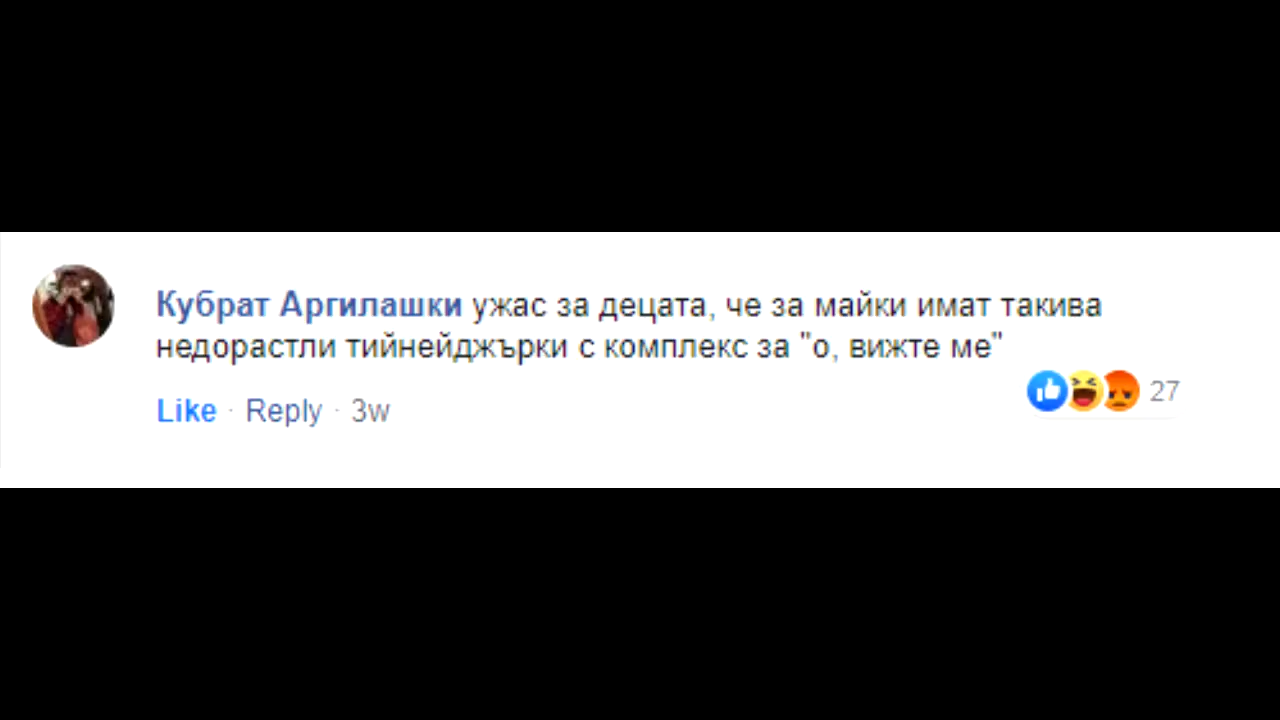 Кубрат Аргилашки ужас за децата, че за майки имат такива
недорастли тийнейджърки с комплекс за "о, вижте ме"
27
Like · Reply · 3w